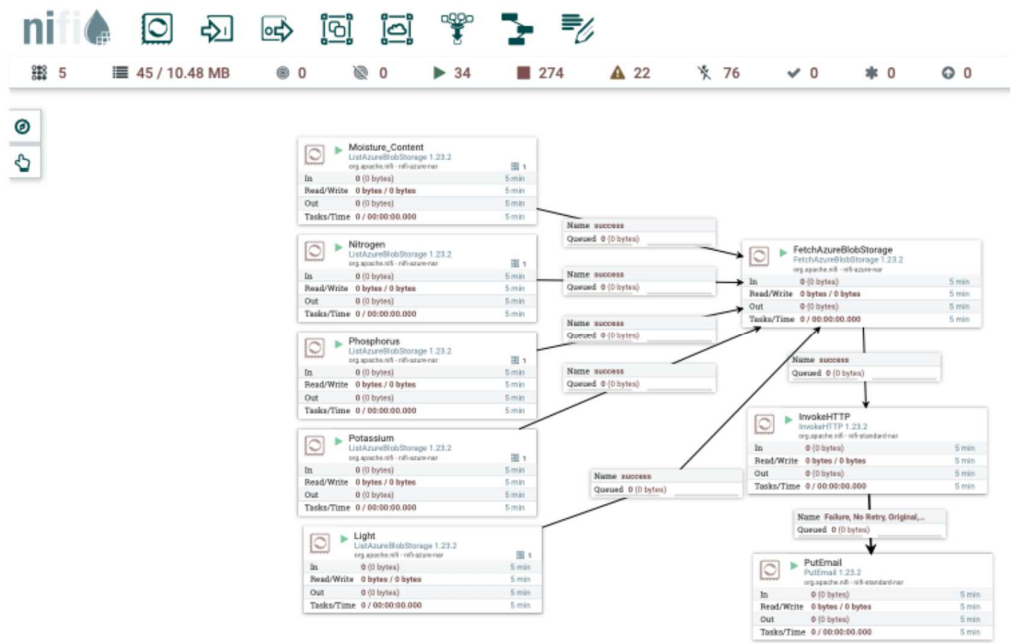 nifi
5 45 / 10.48 MB 0 0 34 274 22 76 0 0 0
Moisture_Content
ListAzureBlobStorage 1.23.2
org.apache.nifi - nifi-azure-nar
1
In 0 (0 bytes) 5 min
Read/Write 0 bytes / 0 bytes 5 min
Out 0 (0 bytes) 5 min
Tasks/Time 0 / 00:00:00.000 5 min
Name success
Queued 0 (0 bytes)
Nitrogen
ListAzureBlobStorage 1.23.2
org.apache.nifi - nifi-azure-nar
1
In 0 (0 bytes) 5 min
Read/Write 0 bytes / 0 bytes 5 min
Out 0 (0 bytes) 5 min
Tasks/Time 0 / 00:00:00.000 5 min
Name success
Queued 0 (0 bytes)
FetchAzureBlobStorage
FetchAzureBlobStorage 1.23.2
org.apache.nifi - nifi-azure-nar
In 0 (0 bytes) 5 min
Read/Write 0 bytes / 0 bytes 5 min
Out 0 (0 bytes) 5 min
Tasks/Time 0 / 00:00:00.000 5 min
Name success
Queued 0 (0 bytes)
Phosphorus
ListAzureBlobStorage 1.23.2
org.apache.nifi - nifi-azure-nar
1
In 0 (0 bytes) 5 min
Read/Write 0 bytes / 0 bytes 5 min
Out 0 (0 bytes) 5 min
Tasks/Time 0 / 00:00:00.000 5 min
Name success
Queued 0 (0 bytes)
Name success
Queued 0 (0 bytes)
Potassium
ListAzureBlobStorage 1.23.2
org.apache.nifi - nifi-azure-nar
1
In 0 (0 bytes) 5 min
Read/Write 0 bytes / 0 bytes 5 min
Out 0 (0 bytes) 5 min
Tasks/Time 0 / 00:00:00.000 5 min
Name success
Queued 0 (0 bytes)
InvokeHTTP
InvokeHTTP 1.23.2
org.apache.nifi - nifi-standard-nar
In 0 (0 bytes) 5 min
Read/Write 0 bytes / 0 bytes 5 min
Out 0 (0 bytes) 5 min
Tasks/Time 0 / 00:00:00.000 5 min
Name Failure, No Retry, Original,...
Queued 0 (0 bytes)
Light
ListAzureBlobStorage 1.23.2
org.apache.nifi - nifi-azure-nar
1
In 0 (0 bytes) 5 min
Read/Write 0 bytes / 0 bytes 5 min
Out 0 (0 bytes) 5 min
Tasks/Time 0 / 00:00:00.000 5 min
PutEmail
PutEmail 1.23.2
org.apache.nifi - nifi-standard-nar
In 0 (0 bytes) 5 min
Read/Write 0 bytes / 0 bytes 5 min
Out 0 (0 bytes) 5 min
Tasks/Time 0 / 00:00:00.000 5 min